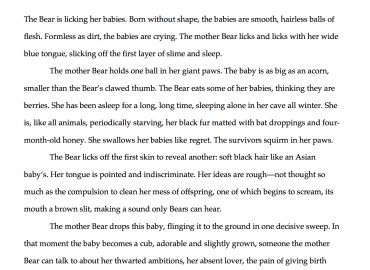 The Bear is licking her babies. Born without shape, the babies are smooth, hairless balls of
flesh. Formless as dirt, the babies are crying. The mother Bear licks and licks with her wide
blue tongue, slicking off the first layer of slime and sleep.
The mother Bear holds one ball in her giant paws. The baby is as big as an acorn,
smaller than the Bear's clawed thumb. The Bear eats some of her babies, thinking they are
berries. She has been asleep for a long, long time, sleeping alone in her cave all winter. She
is, like all animals, periodically starving, her black fur matted with bat droppings and four-
month-old honey. She swallows her babies like regret. The survivors squirm in her paws.
The Bear licks off the first skin to reveal another: soft black hair like an Asian
baby's. Her tongue is pointed and indiscriminate. Her ideas are rough—not thought so
much as the compulsion to clean her mess of offspring, one of which begins to scream, its
mouth a brown slit, making a sound only Bears can hear.
The mother Bear drops this baby, flinging it to the ground in one decisive sweep. In
that moment the baby becomes a cub, adorable and slightly grown, someone the mother
Bear can talk to about her thwarted ambitions, her absent lover, the pain of giving birth